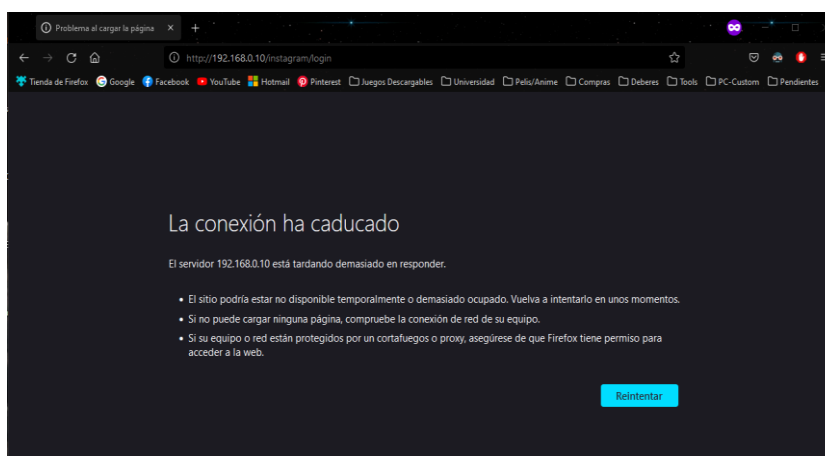 Problema al cargar la página
http://192.168.0.10/instagram/login
Tienda de Firefox Google Facebook YouTube Hotmail Pinterest Juegos Descargables Universidad Pelis/Anime Compras Deberes Tools PC-Custom Pendientes
La conexión ha caducado
El servidor 192.168.0.10 está tardando demasiado en responder.
• El sitio podría estar no disponible temporalmente o demasiado ocupado. Vuelva a intentarlo en unos momentos.
• Si no puede cargar ninguna página, compruebe la conexión de red de su equipo.
• Si su equipo o red están protegidos por un cortafuegos o proxy, asegúrese de que Firefox tiene permiso para
acceder a la web.
Reintentar